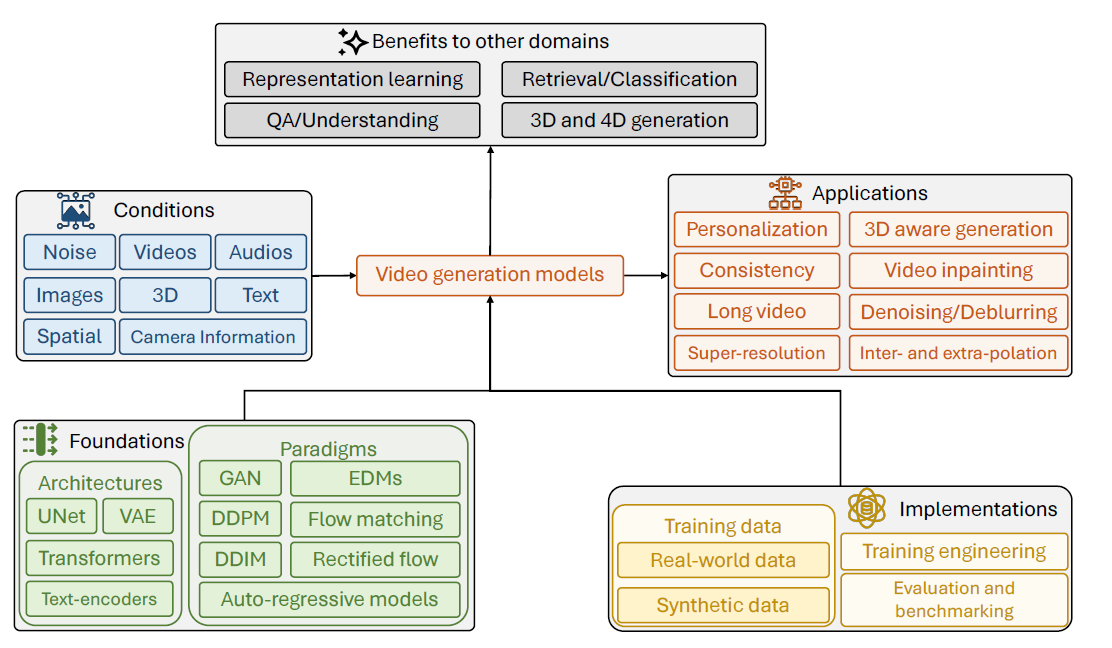 Benefits to other domains
Representation learning
Retrieval/Classification
QA/Understanding
3D and 4D generation
Conditions
Noise
Videos
Audios
Images
3D
Text
Spatial
Camera Information
Video generation models
Applications
Personalization
3D aware generation
Consistency
Video inpainting
Long video
Denoising/Deblurring
Super-resolution
Inter- and extra-polation
Foundations
Architectures
UNet
VAE
Transformers
Text-encoders
Paradigms
GAN
EDMs
DDPM
Flow matching
DDIM
Rectified flow
Auto-regressive models
Implementations
Training data
Real-world data
Synthetic data
Training engineering
Evaluation and
benchmarking